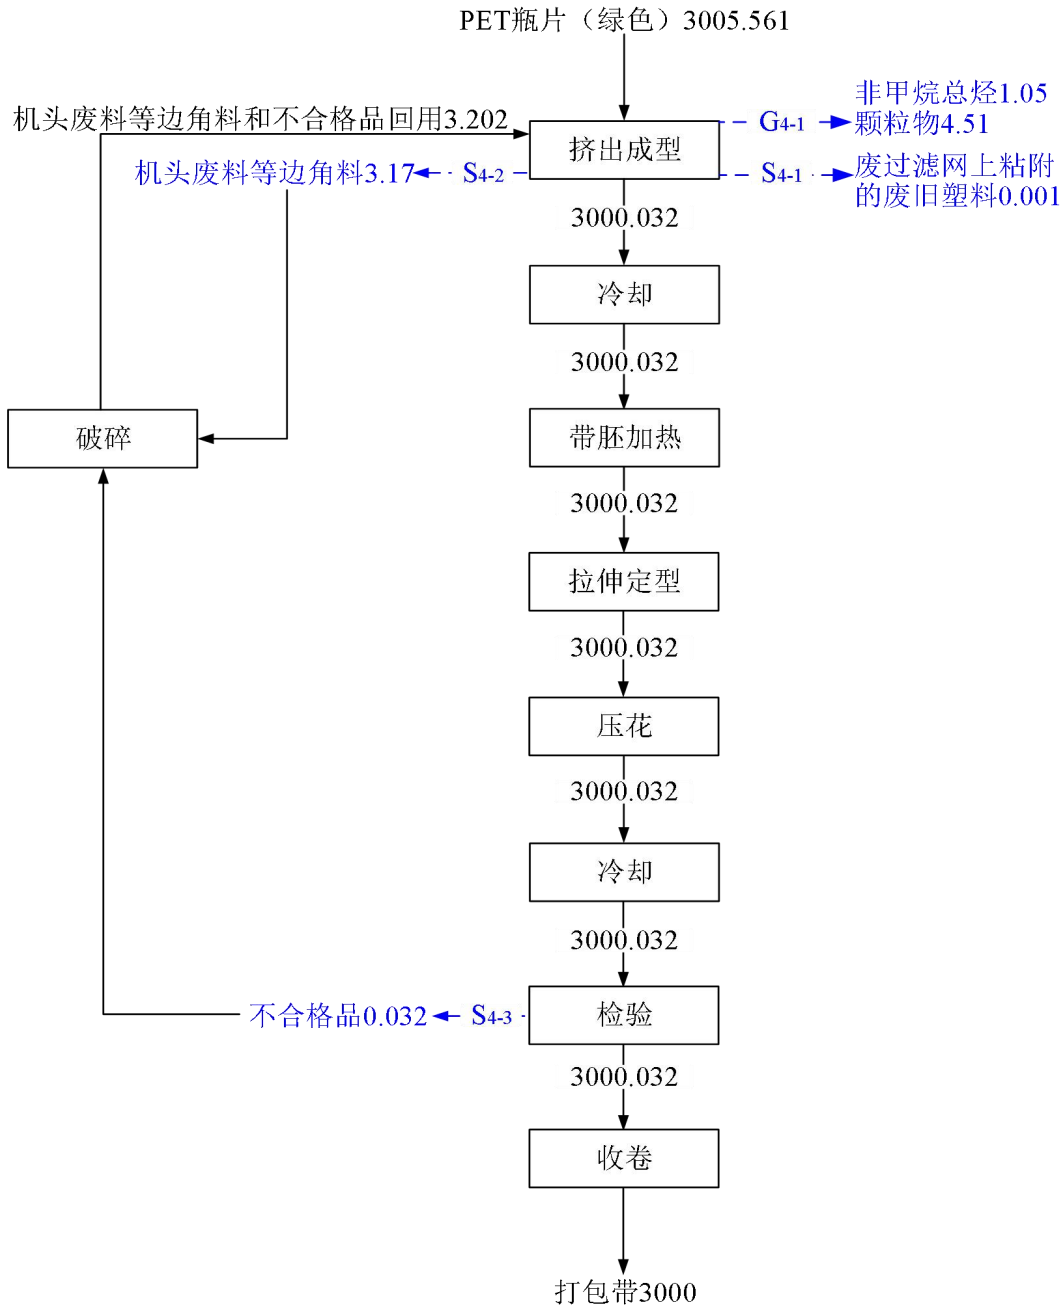 PET瓶片（绿色）3005.561
机头废料等边角料和不合格品回用3.202
挤出成型
G4-1
非甲烷总烃1.05
颗粒物4.51
机头废料等边角料3.17
S4-2
S4-1
废过滤网上粘附
的废旧塑料0.001
3000.032
冷却
3000.032
破碎
带胚加热
3000.032
拉伸定型
3000.032
压花
3000.032
冷却
3000.032
不合格品0.032
S4-3
检验
3000.032
收卷
打包带3000